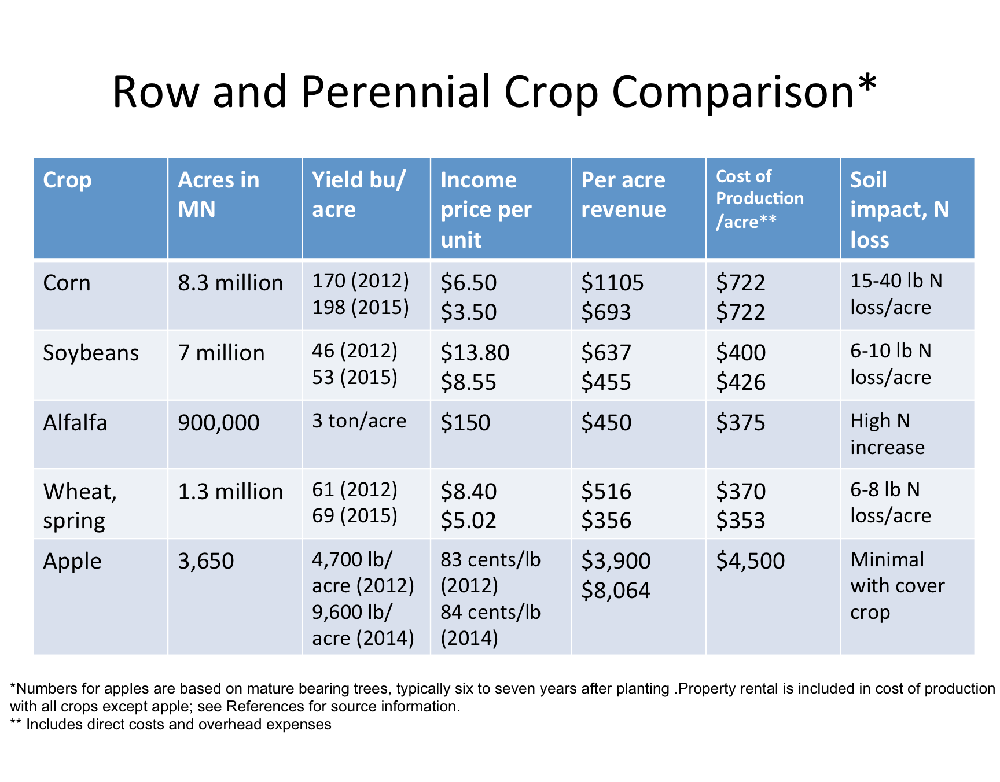 Row and Perennial Crop Comparison*
Crop
Acres in
MN
Yield bu/
acre
Income
price per
unit
Per acre
revenue
Cost of
Production
/acre**
Soil
impact, N
loss
Corn
8.3 million
170 (2012)
198 (2015)
$6.50
$3.50
$1105
$693
$722
$722
15-40 lb N
loss/acre
Soybeans
7 million
46 (2012)
53 (2015)
$13.80
$8.55
$637
$455
$400
$426
6-10 lb N
loss/acre
Alfalfa
900,000
3 ton/acre
$150
$450
$375
High N
increase
Wheat,
spring
1.3 million
61 (2012)
69 (2015)
$8.40
$5.02
$516
$356
$370
$353
6-8 lb N
loss/acre
Apple
3,650
4,700 lb/
acre (2012)
9,600 lb/
acre (2014)
83 cents/lb
(2012)
84 cents/lb
(2014)
$3,900
$8,064
$4,500
Minimal
with cover
crop
*Numbers for apples are based on mature bearing trees, typically six to seven years after planting .Property rental is included in cost of production
with all crops except apple; see References for source information.
** Includes direct costs and overhead expenses